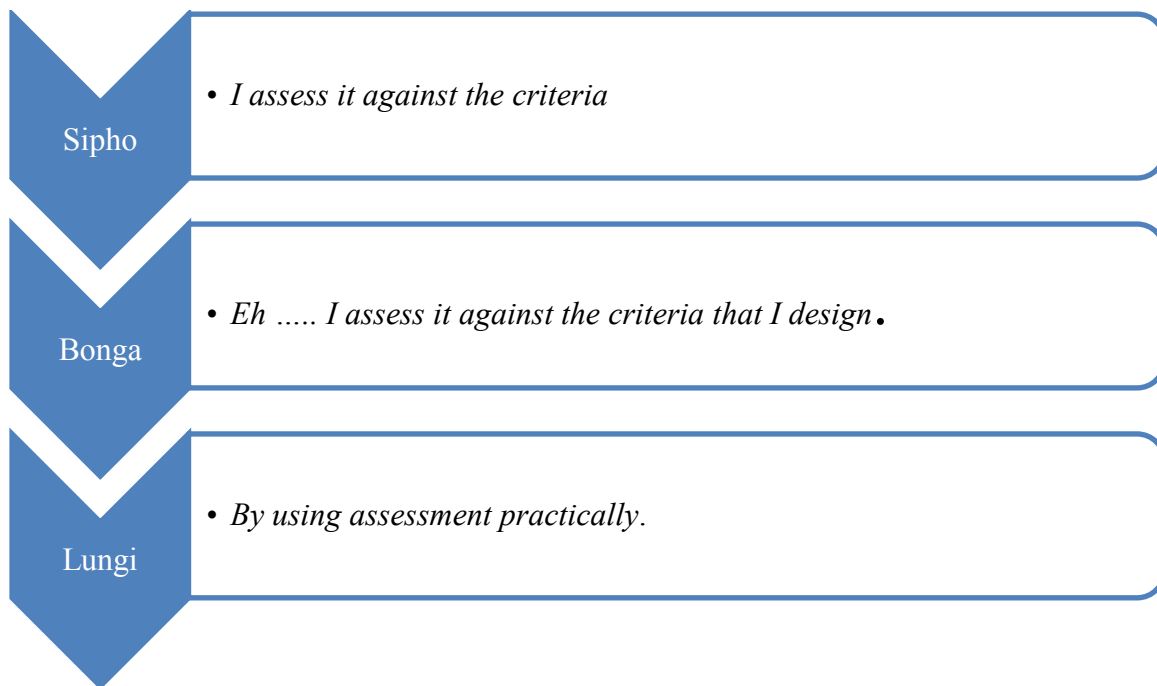 Sipho
• I assess it against the criteria
Bonga
• Eh ….. I assess it against the criteria that I design.
Lungi
• By using assessment practically.